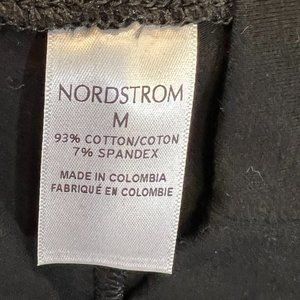 NORDSTROM
M
93% COTTON/COTON
7% SPANDEX
MADE IN COLOMBIA
FABRIQUÉ EN COLOMBIE